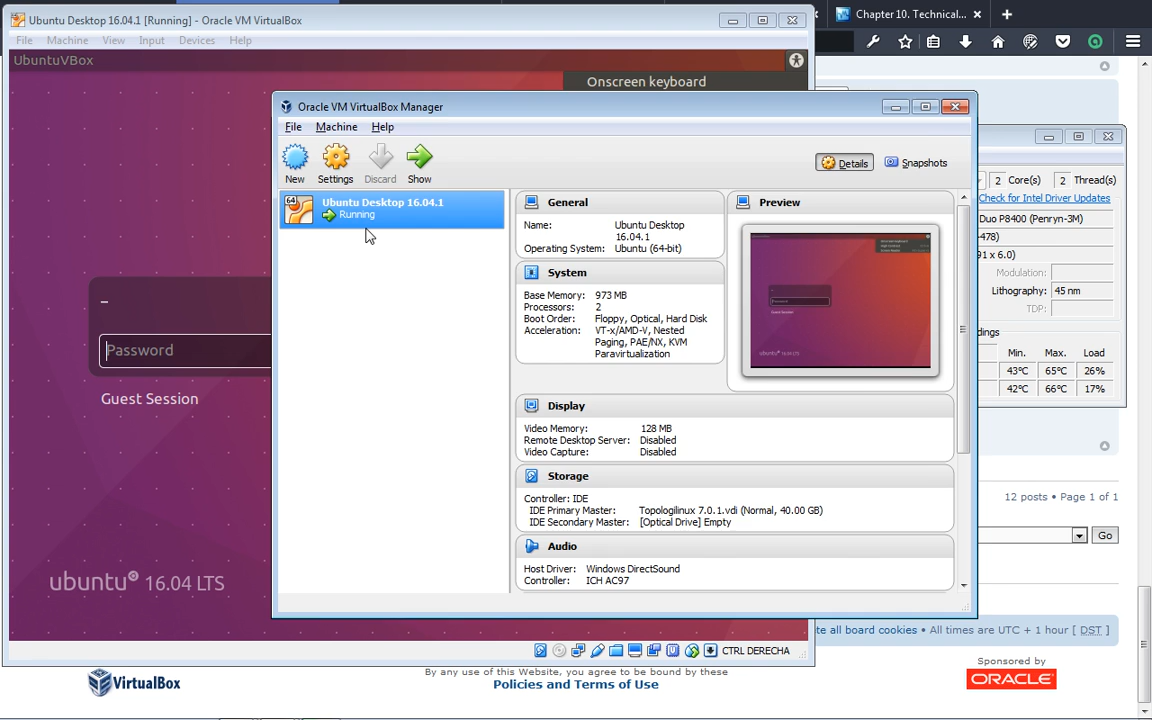 Ubuntu Desktop 16.04.1 [Running] - Oracle VM VirtualBox
File Machine View Input Devices Help
UbuntuVBox
Onscreen keyboard
Password
Guest Session
ubuntu® 16.04 LTS
CTRL DERECHA
Chapter 10. Technical...
Oracle VM VirtualBox Manager
File Machine Help
New Settings Discard Show
Details Snapshots
64
Ubuntu Desktop 16.04.1
Running
General
Name: Ubuntu Desktop
16.04.1
Operating System: Ubuntu (64-bit)
System
Base Memory: 973 MB
Processors: 2
Boot Order: Floppy, Optical, Hard Disk
Acceleration: VT-x/AMD-V, Nested
Paging, PAE/NX, KVM
Paravirtualization
Preview
Display
Video Memory: 128 MB
Remote Desktop Server: Disabled
Video Capture: Disabled
Storage
Controller: IDE
IDE Primary Master: Topologilinux 7.0.1.vdi (Normal, 40.00 GB)
IDE Secondary Master: [Optical Drive] Empty
Audio
Host Driver: Windows DirectSound
Controller: ICH AC97
2 Core(s) 2 Thread(s)
Check for Intel Driver Updates
Duo P8400 (Penryn-3M)
-478)
91 x 6.0)
Modulation:
Lithography: 45 nm
TDP:
dings
Min. Max. Load
43°C 65°C 26%
42°C 66°C 17%
12 posts • Page 1 of 1
Go
te all board cookies • All times are UTC + 1 hour [ DST ]
VirtualBox
By any use of this Website, you agree to be bound by these
Policies and Terms of Use
Sponsored by
ORACLE